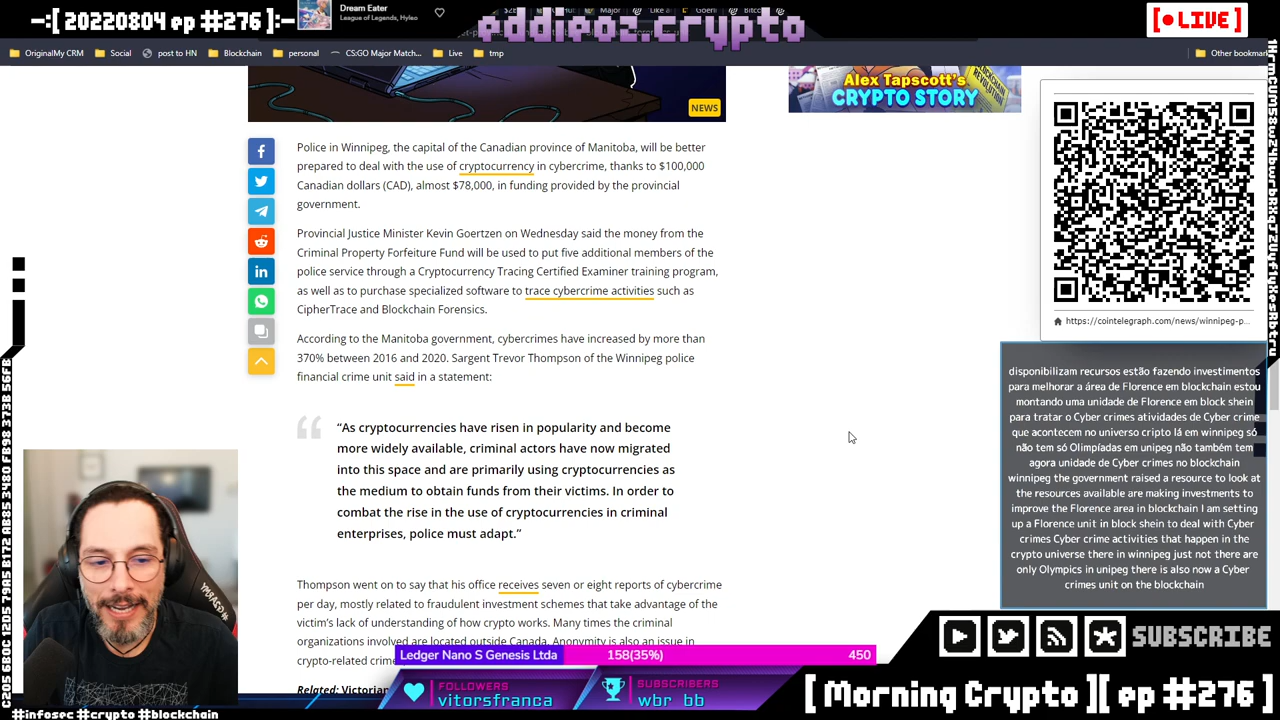 -:[ 20220804 ep #276 ]:-
Dream Eater
League of Legends, Hylec
eddieoz.crypto
[●LIVE]
OriginalMy CRM
Social
Blockchain
post to HN
personal
CS:GO Major Match...
Live
tmp
Other bookmar
NEWS
Alex Tapscott's
CRYPTO STORY
Police in Winnipeg, the capital of the Canadian province of Manitoba, will be better
prepared to deal with the use of cryptocurrency in cybercrime, thanks to $100,000
Canadian dollars (CAD), almost $78,000, in funding provided by the provincial
government.
Provincial Justice Minister Kevin Goertzen on Wednesday said the money from the
Criminal Property Forfeiture Fund will be used to put five additional members of the
police service through a Cryptocurrency Tracing Certified Examiner training program,
as well as to purchase specialized software to trace cybercrime activities such as
CipherTrace and Blockchain Forensics.
According to the Manitoba government, cybercrimes have increased by more than
370% between 2016 and 2020. Sargent Trevor Thompson of the Winnipeg police
financial crime unit said in a statement:
“As cryptocurrencies have risen in popularity and become
more widely available, criminal actors have now migrated
into this space and are primarily using cryptocurrencies as
the medium to obtain funds from their victims. In order to
combat the rise in the use of cryptocurrencies in criminal
enterprises, police must adapt.”
Thompson went on to say that his office receives seven or eight reports of cybercrime
per day, mostly related to fraudulent investment schemes that take advantage of the
victim's lack of understanding of how crypto works. Many times the criminal
organizations involved are located outside Canada. Anonymity is also an issue in
crypto-related crime
Related: Victorian
https://cointelegraph.com/news/winnipeg-p...
disponibilizam recursos estão fazendo investimentos
para melhorar a área de Florence em blockchain estou
montando uma unidade de Florence em block shein
para tratar o Cyber crimes atividades de Cyber crime
que acontecem no universo cripto lá em winnipeg só
não tem só Olimpíadas em unipeg não também tem
agora unidade de Cyber crimes no blockchain
winnipeg the government raised a resource to look at
the resources available are making investments to
improve the Florence area in blockchain I am setting
up a Florence unit in block shein to deal with Cyber
crimes Cyber crime activities that happen in the
crypto universe there in winnipeg just not there are
only Olympics in unipeg there is also now a Cyber
crimes unit on the blockchain
Ledger Nano S Genesis Ltda
158(35%)
450
FOLLOWERS
vitorsfranca
SUBSCRIBERS
wbr_bb
SUBSCRIBE
[ Morning Crypto ][ ep #276 ]
#infosec #crypto #blockchain